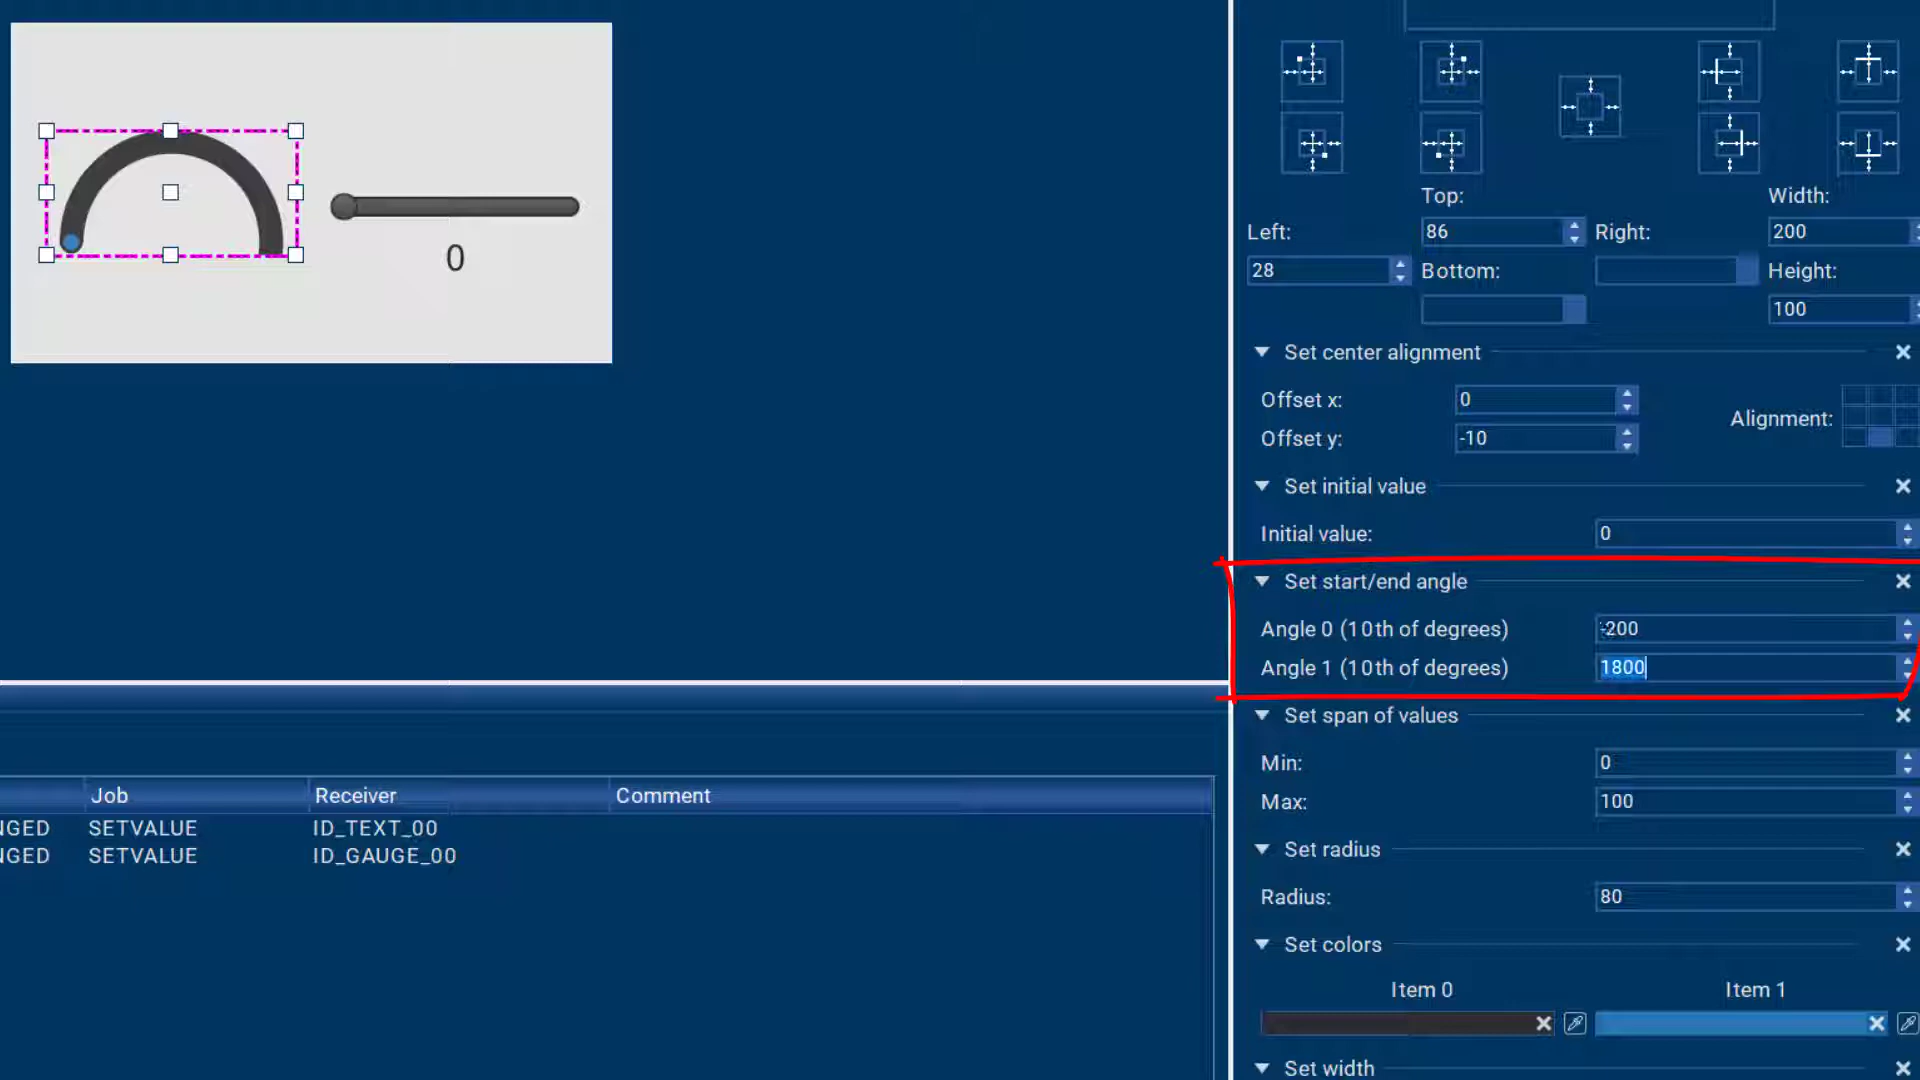 0
Top:
Width:
Left:
86
Right:
200
28
Bottom:
Height:
100
Set center alignment
Offset x:
0
Alignment:
Offset y:
-10
Set initial value
Initial value:
0
Set start/end angle
Angle 0 (10th of degrees)
-200
Angle 1 (10th of degrees)
1800
Set span of values
Min:
0
Max:
100
Set radius
Radius:
80
Set colors
Item 0
Item 1
Set width
Job
Receiver
Comment
NGED
SETVALUE
ID_TEXT_00
NGED
SETVALUE
ID_GAUGE_00